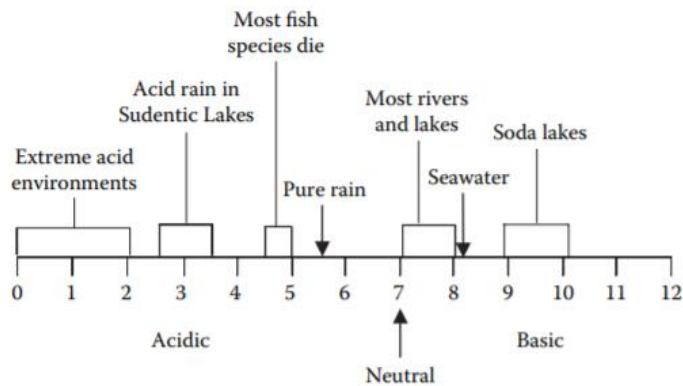 Most fish
species die
Acid rain in
Sudentic Lakes
Most rivers
and lakes
Soda lakes
Extreme acid
environments
Pure rain
Seawater
0 1 2 3 4 5 6 7 8 9 10 11 12
Acidic
Basic
Neutral